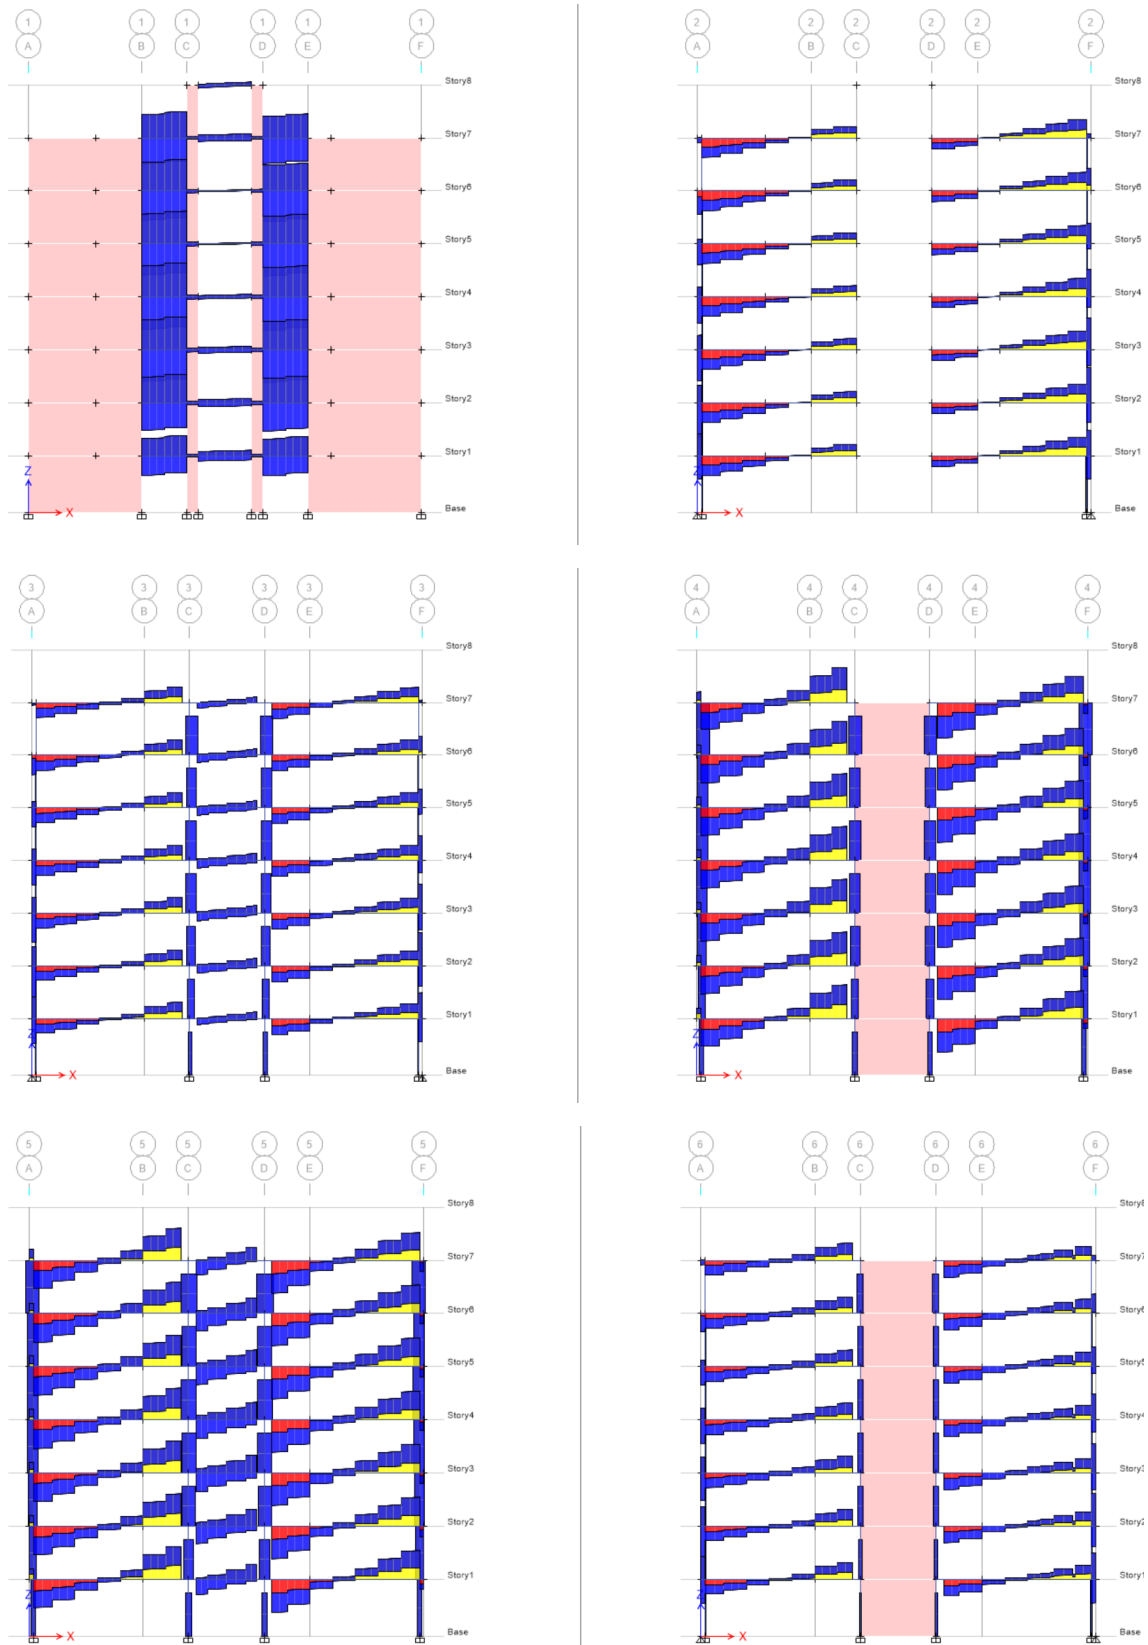 1 1 1 1 1 1
A B C D E F
Story8
Story7
Story6
Story5
Story4
Story3
Story2
Story1
Z
X
Base
2 2 2 2 2 2
A B C D E F
Story8
Story7
Story6
Story5
Story4
Story3
Story2
Story1
Z
X
Base
3 3 3 3 3 3
A B C D E F
Story8
Story7
Story6
Story5
Story4
Story3
Story2
Story1
Z
X
Base
4 4 4 4 4 4
A B C D E F
Story8
Story7
Story6
Story5
Story4
Story3
Story2
Story1
Z
X
Base
5 5 5 5 5 5
A B C D E F
Story8
Story7
Story6
Story5
Story4
Story3
Story2
Story1
Z
X
Base
6 6 6 6 6 6
A B C D E F
Story8
Story7
Story6
Story5
Story4
Story3
Story2
Story1
Z
X
Base